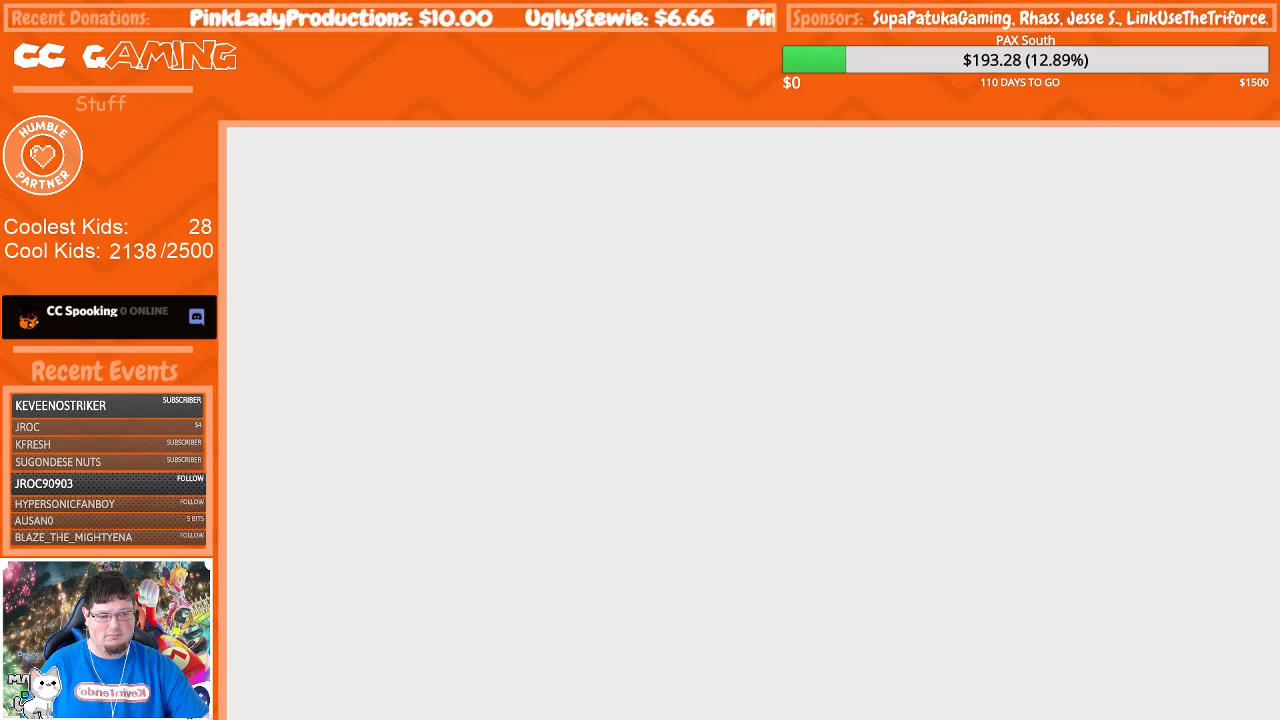 Recent Donations: PinkLadyProductions: $10.00 UglyStewie: $6.66 Pin
Sponsors: SupaPatukaGaming, Rhass, Jesse S., LinkUseTheTriforce,
CC GAMING
PAX South
$193.28 (12.89%)
$0 110 DAYS TO GO $1500
Stuff
HUMBLE
PARTNER
Coolest Kids: 28
Cool Kids: 2138 /2500
CC Spooking 0 ONLINE
Recent Events
KEVEENOSTRIKER SUBSCRIBER
JROC $4
KFRESH SUBSCRIBER
SUGONDESE NUTS SUBSCRIBER
JROC90903 FOLLOW
HYPERSONICFANBOY FOLLOW
AUSAN0 5 BITS
BLAZE_THE_MIGHTYENA FOLLOW
Press